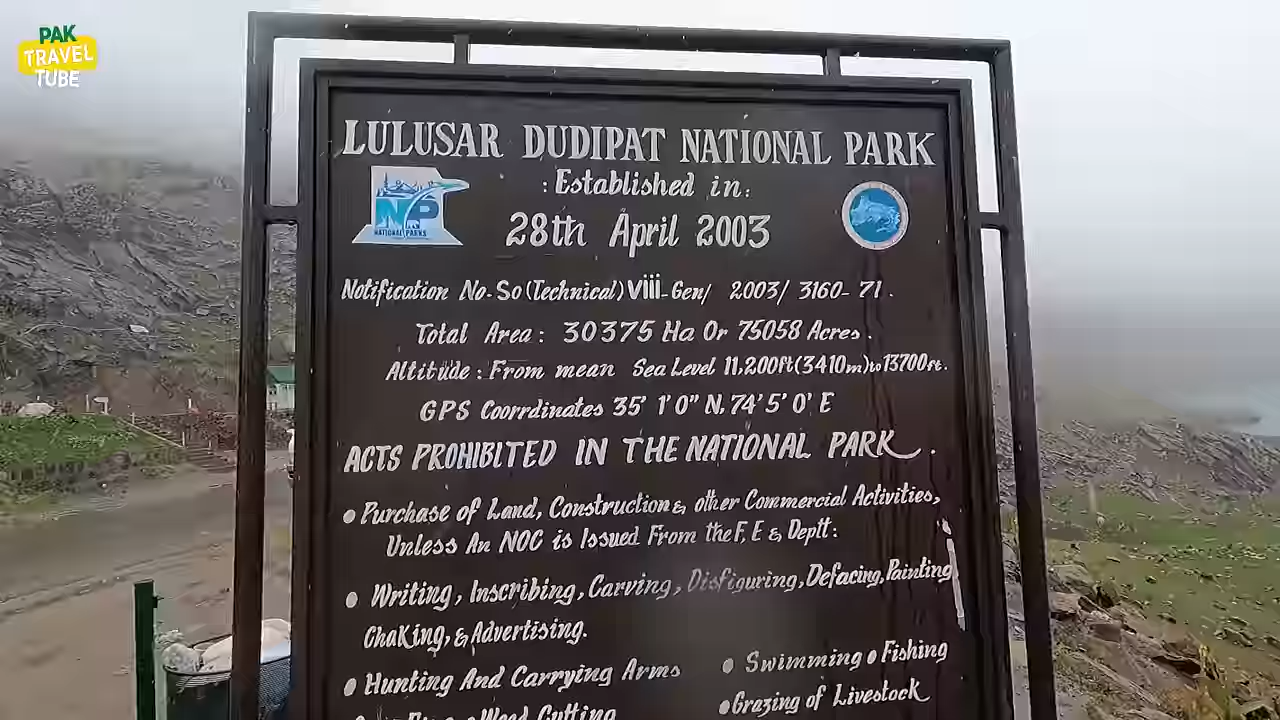 PAK
TRAVEL
TUBE
LULUSAR DUDIPAT NATIONAL PARK
: Established in:
28th April 2003
NP
NATIONAL PARKS
Notification No-So(Technical)Viii-Gen/ 2003/ 3160-71.
Total Area: 30375 Ha Or 75058 Acres.
Altitude: From mean Sea Level 11,200ft(3410m)to13700ft.
GPS Coorrdinates 35' 1' 0" N, 74' 5' 0' E
ACTS PROHIBITED IN THE NATIONAL PARK.
• Purchase of Land, Construction & other Commercial Activities,
Unless An NOC is Issued From the F, E & Deptt:
• Writing, Inscribing, Carving, Disfiguring, Defacing, Painting
ChaKing, & Advertising.
• Hunting And Carrying Arms • Swimming • Fishing
• Grazing of Livestock
Wood Cutting